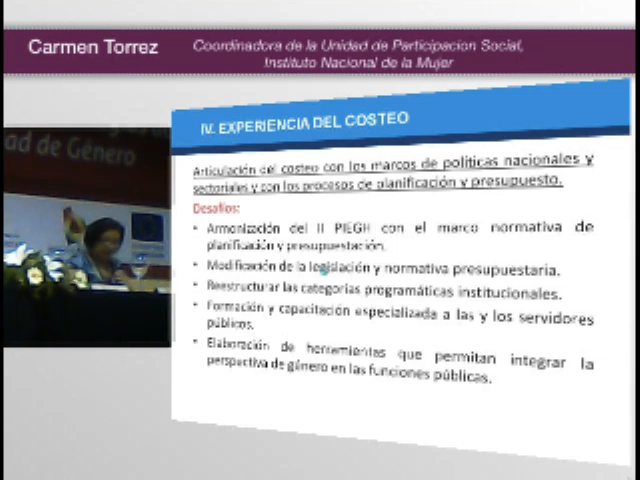 Carmen Torrez
Coordinadora de la Unidad de Participacion Social,
Instituto Nacional de la Mujer
ad de Género
IV. EXPERIENCIA DEL COSTEO
Articulación del costeo con los marcos de políticas nacionales y
sectoriales y con los procesos de planificación y presupuesto.
Desafíos:
• Armonización del II PIEGH con el marco normativa de
planificación y presupuestación.
• Modificación de la legislación y normativa presupuestaria.
• Reestructurar las categorías programáticas institucionales.
• Formación y capacitación especializada a las y los servidores
públicos.
• Elaboración de herramientas que permitan integrar la
perspectiva de género en las funciones públicas.